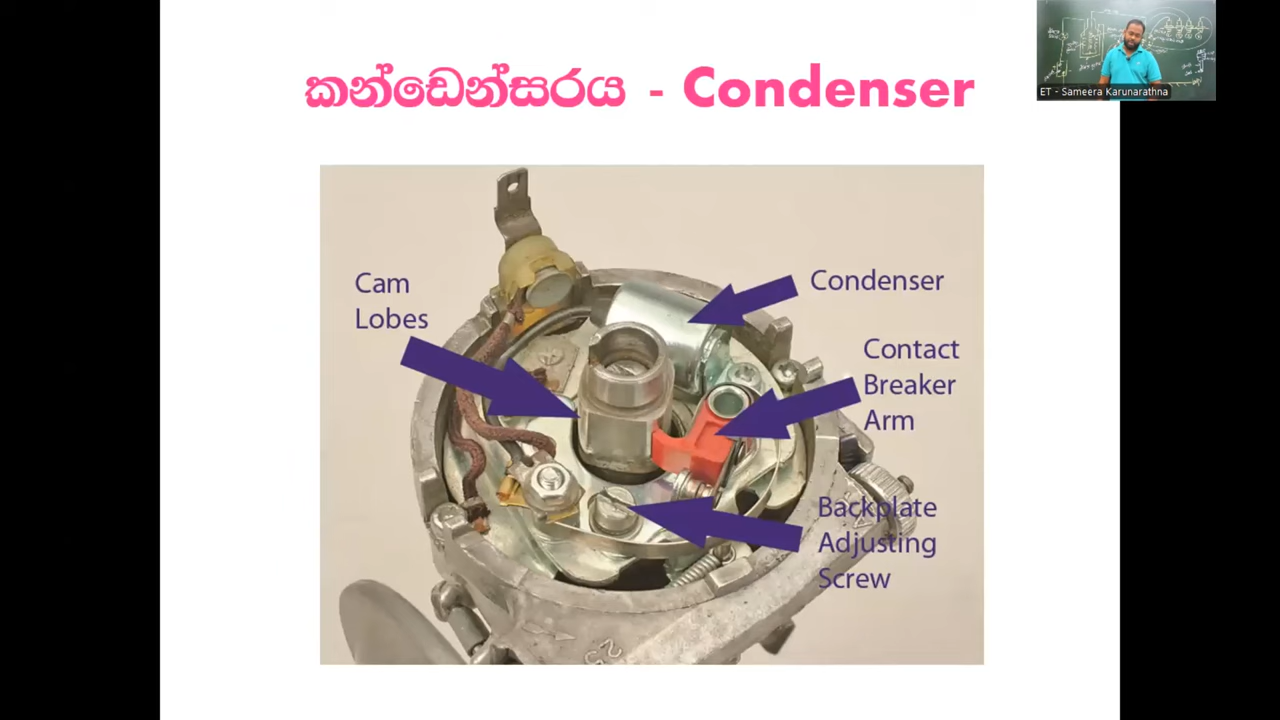 කන්ඩෙන්සරය - Condenser
ET - Sameera Karunarathna
Cam
Lobes
Condenser
Contact
Breaker
Arm
Backplate
Adjusting
Screw